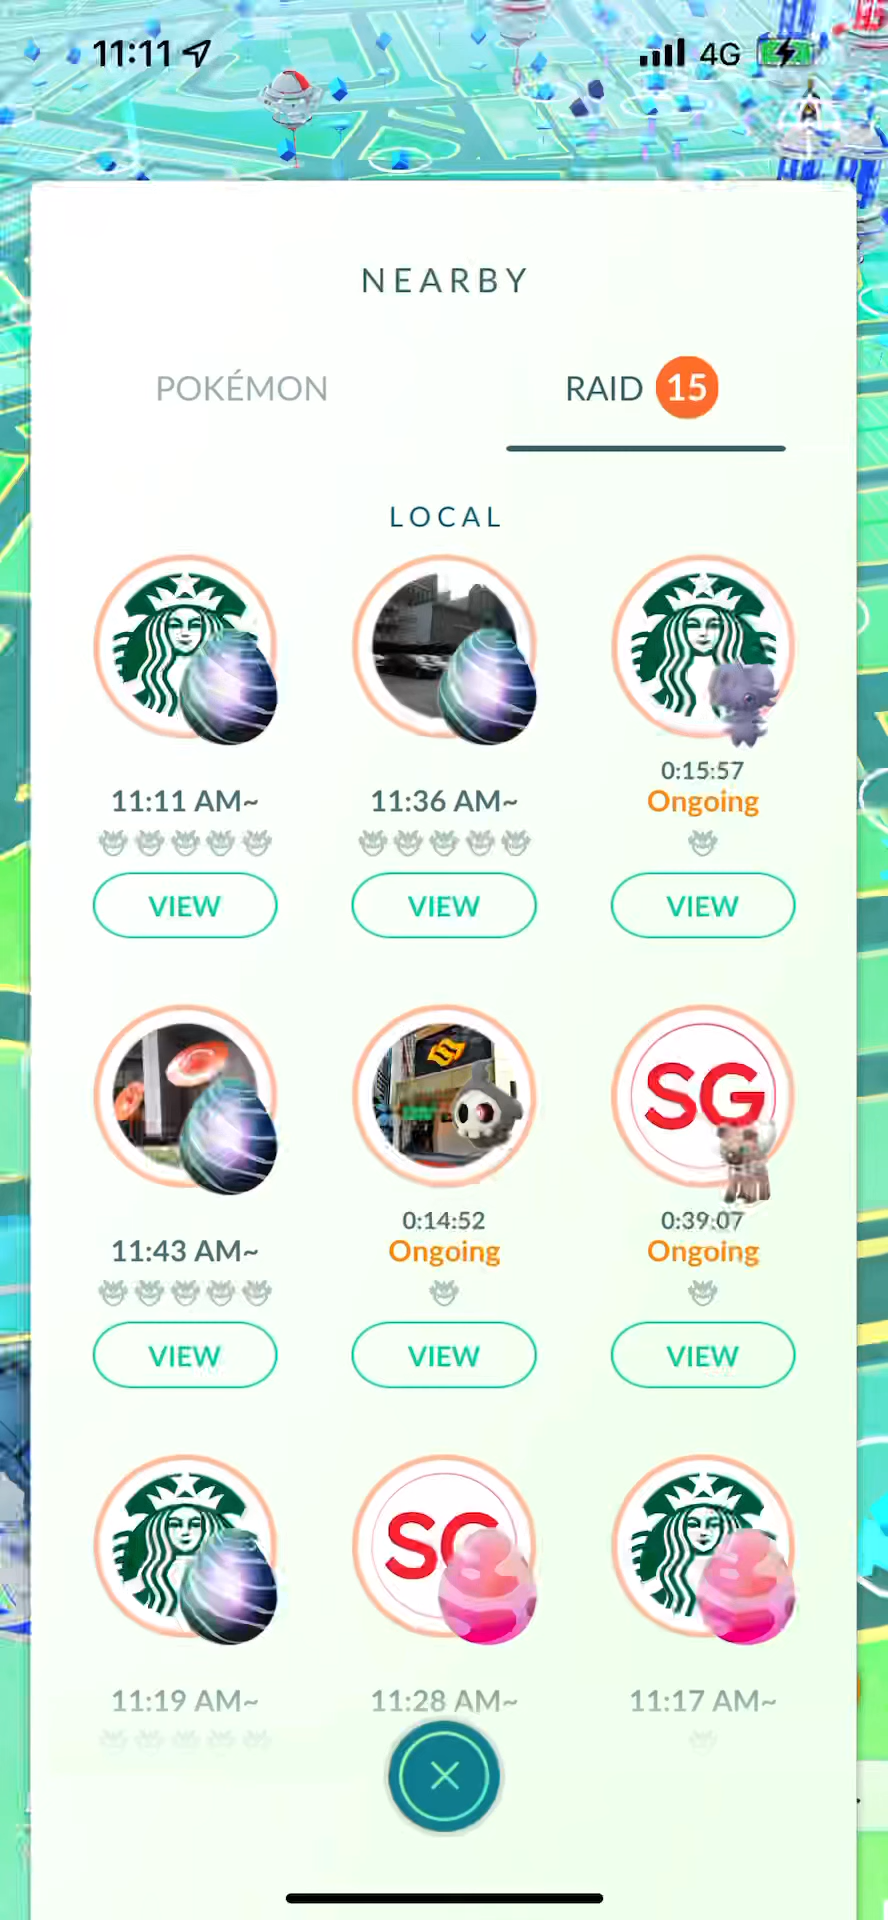 11:11 4G
NEARBY
POKÉMON RAID 15
LOCAL
11:11 AM~ 11:36 AM~ 0:15:57
Ongoing
VIEW VIEW VIEW
11:43 AM~ 0:14:52 0:39:07
Ongoing Ongoing
SG
VIEW VIEW VIEW
SG
11:19 AM~ 11:28 AM~ 11:17 AM~